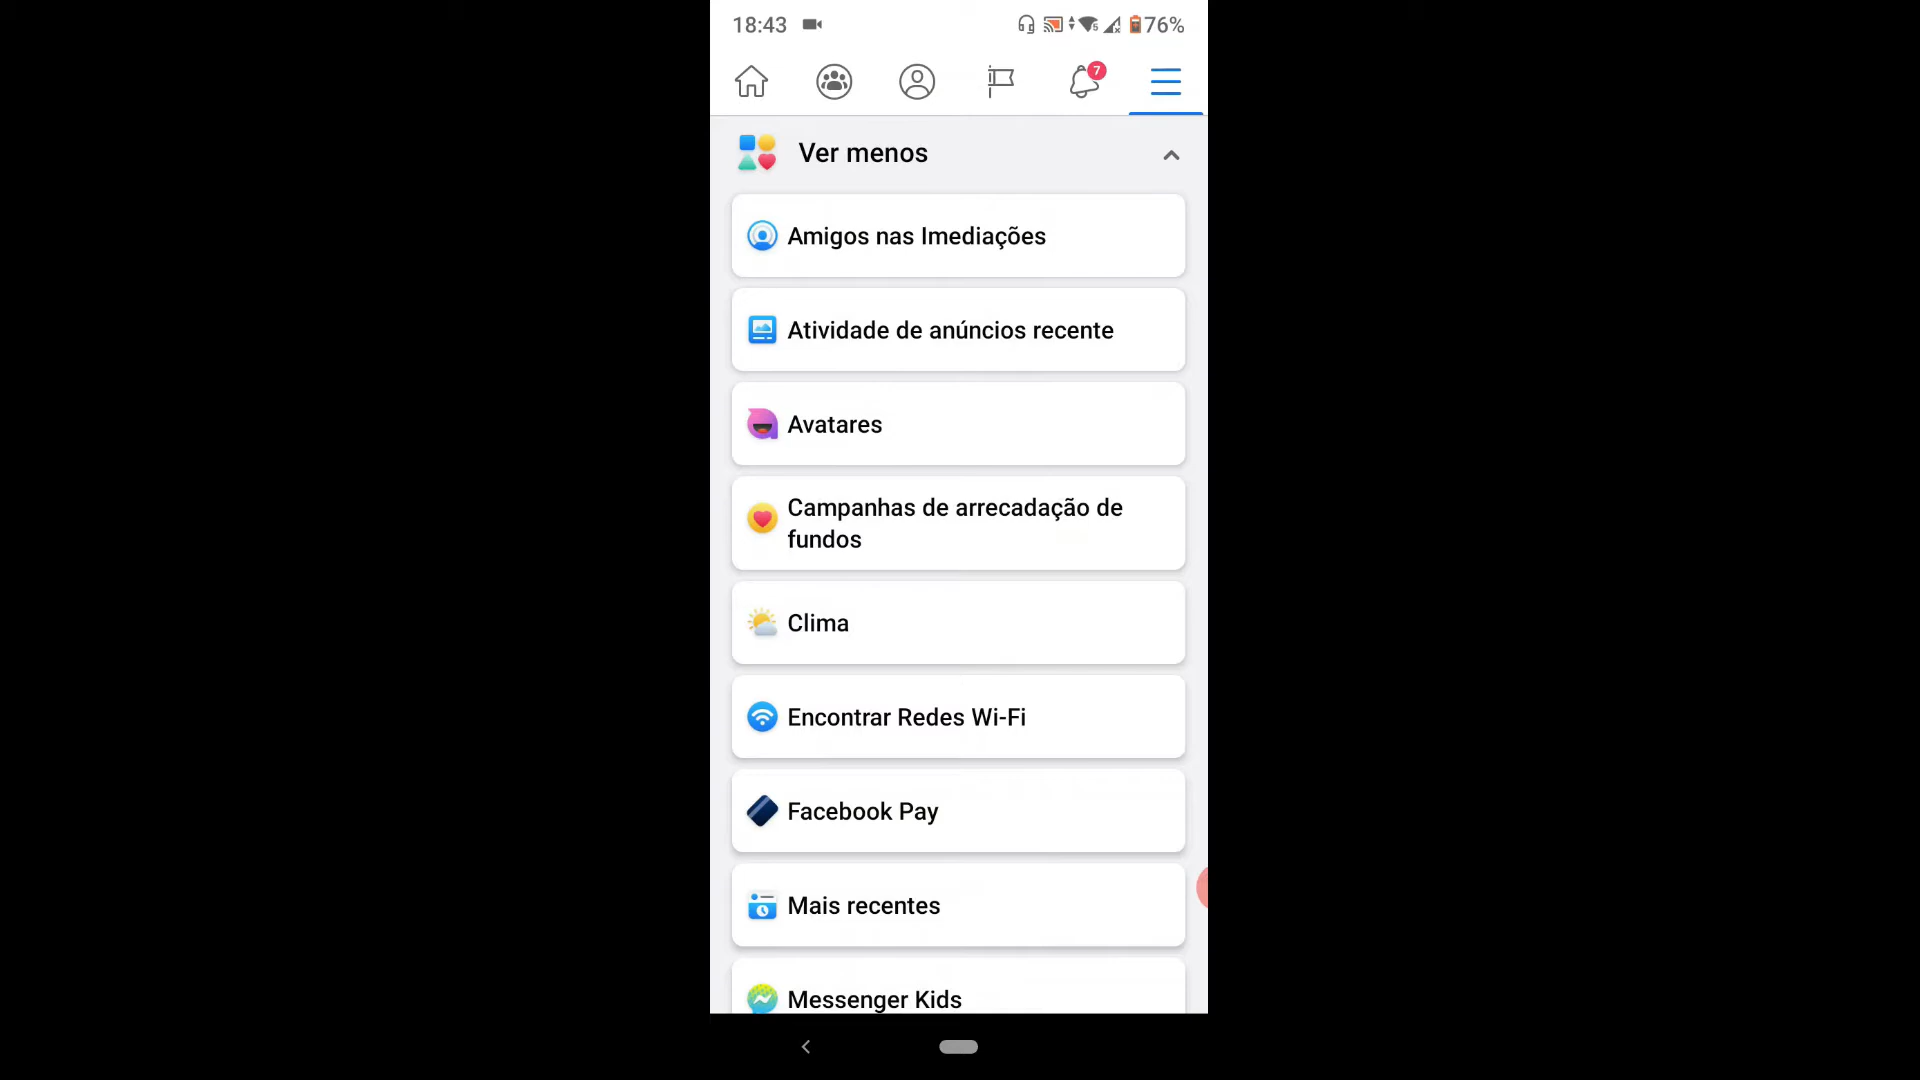 18:43
5
76%
7
Ver menos
Amigos nas Imediações
Atividade de anúncios recente
Avatares
Campanhas de arrecadação de
fundos
Clima
Encontrar Redes Wi-Fi
Facebook Pay
Mais recentes
Messenger Kids